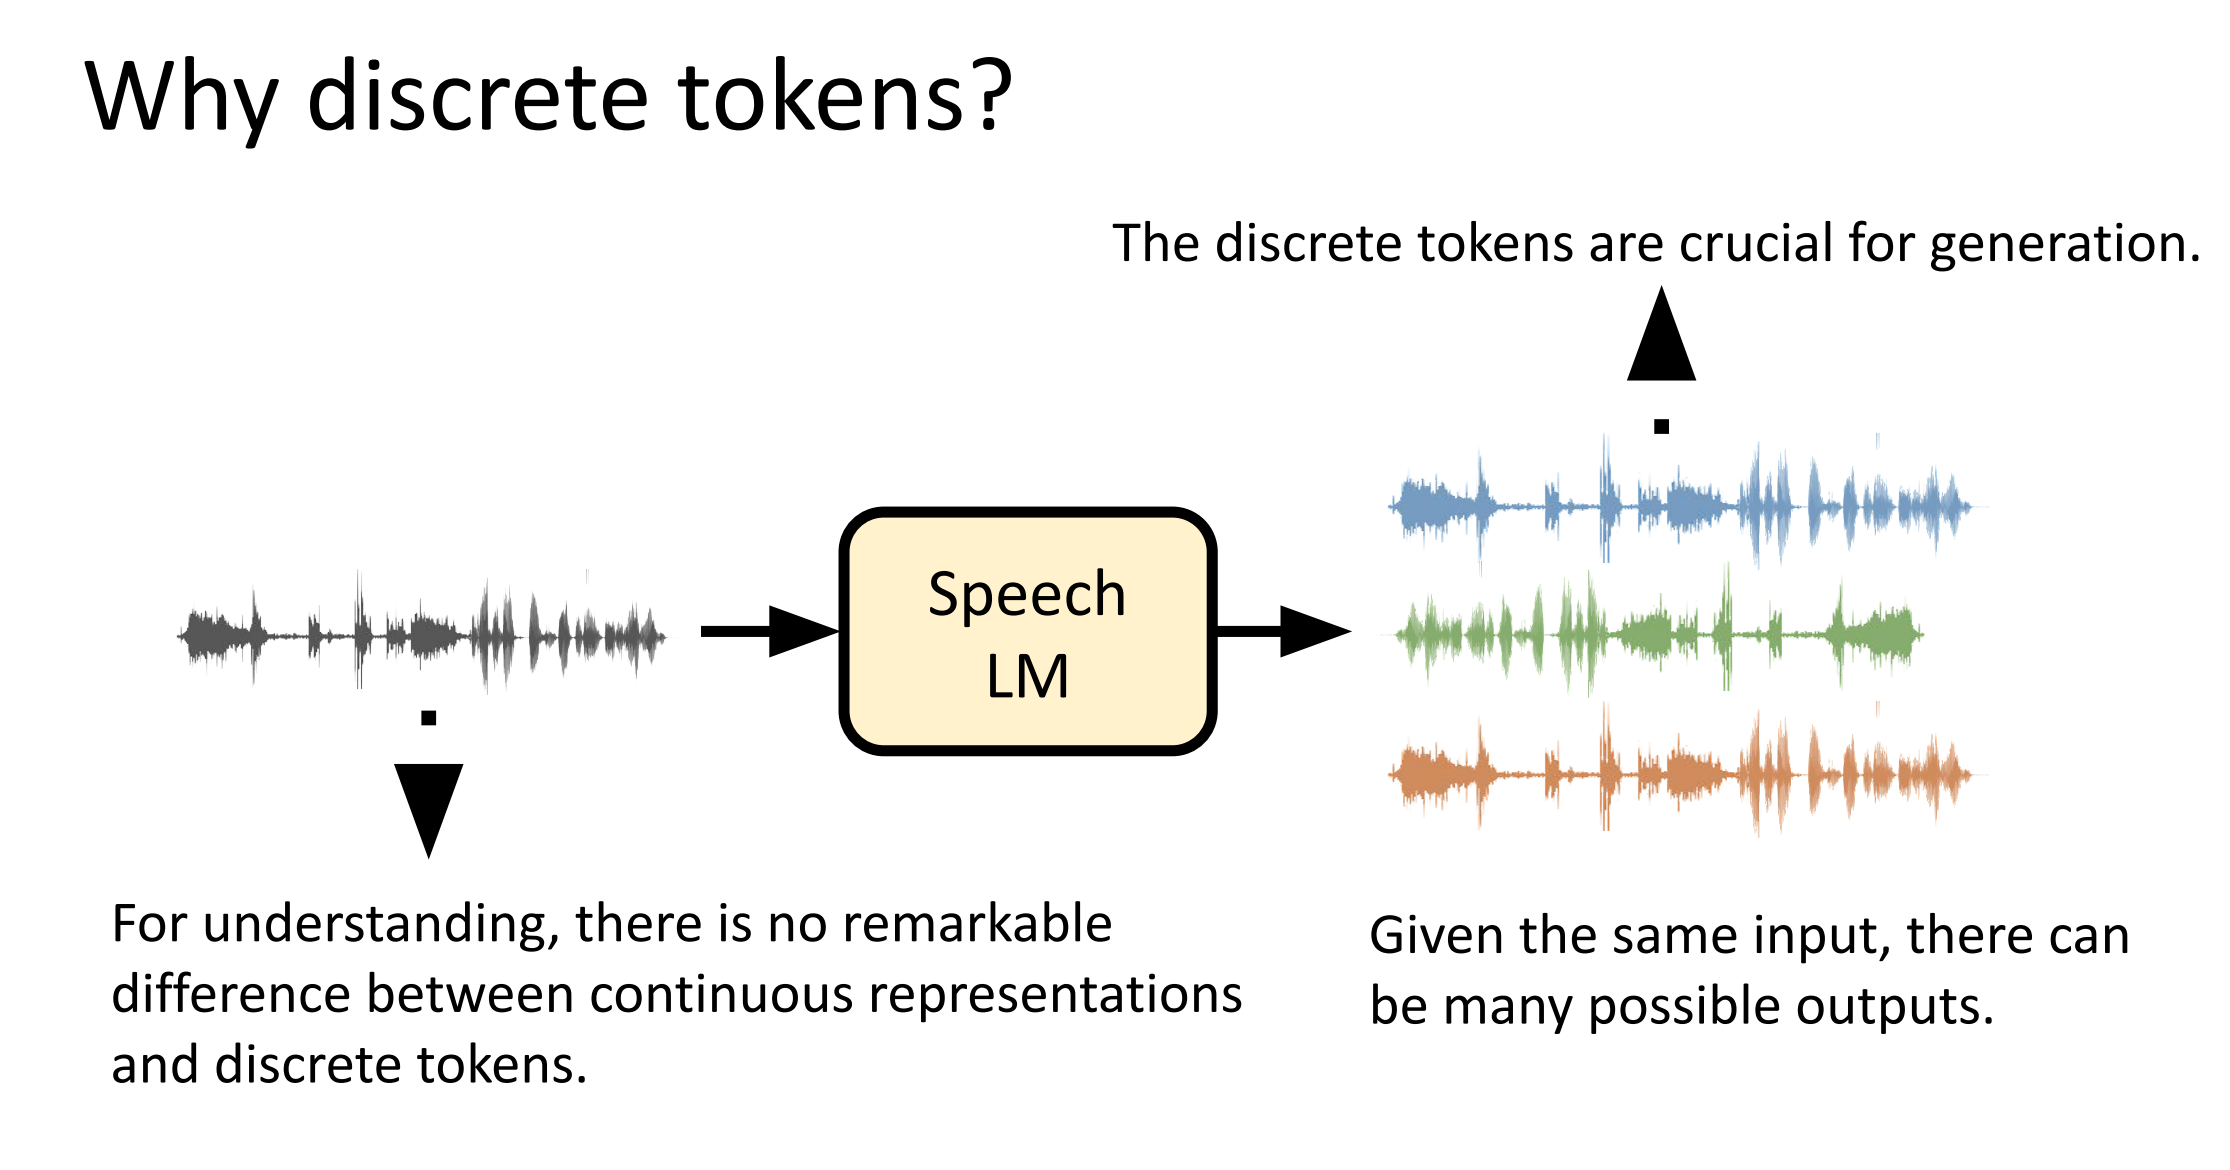 Why discrete tokens?
The discrete tokens are crucial for generation.
Speech
LM
For understanding, there is no remarkable
difference between continuous representations
and discrete tokens.
Given the same input, there can
be many possible outputs.